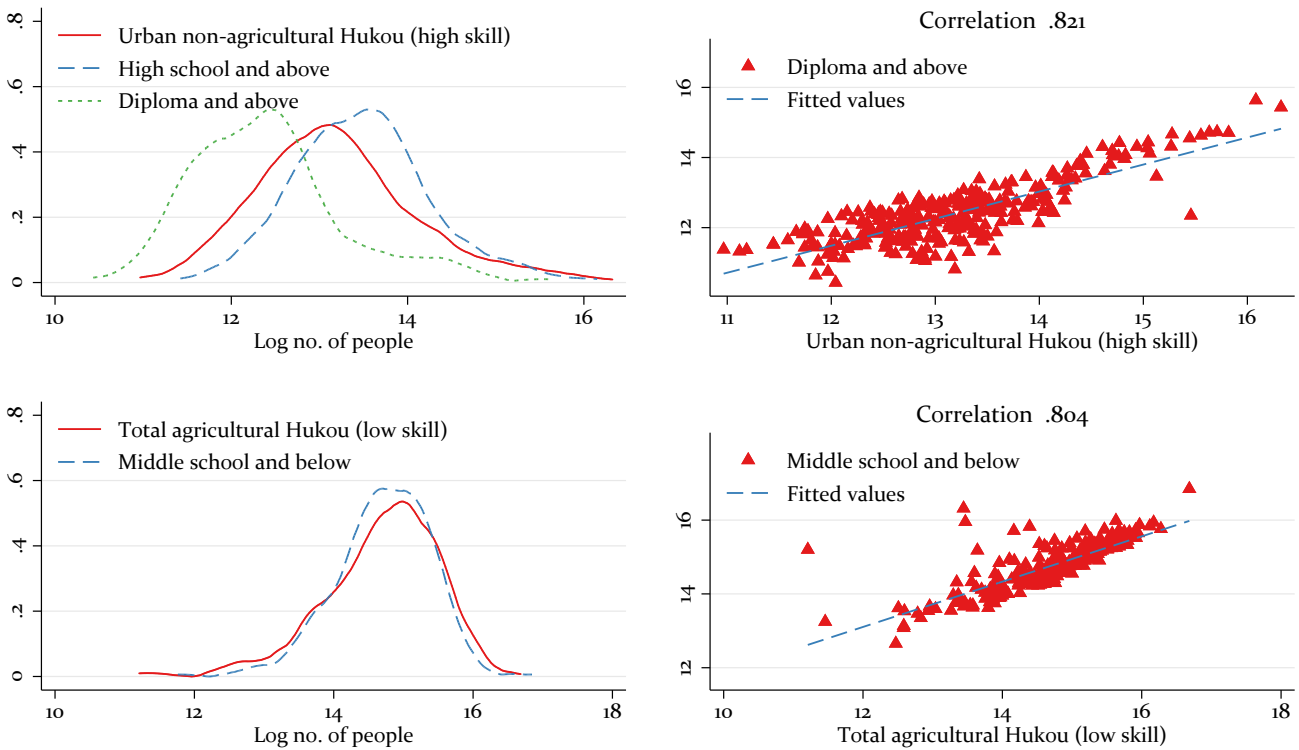 .8
.6
.4
.2
0
Urban non-agricultural Hukou (high skill)
High school and above
Diploma and above
10 12 14 16
Log no. of people
Correlation .821
16
14
12
Diploma and above
Fitted values
11 12 13 14 15 16
Urban non-agricultural Hukou (high skill)
.8
.6
.4
.2
0
Total agricultural Hukou (low skill)
Middle school and below
10 12 14 16 18
Log no. of people
Correlation .804
16
14
12
Middle school and below
Fitted values
10 12 14 16 18
Total agricultural Hukou (low skill)